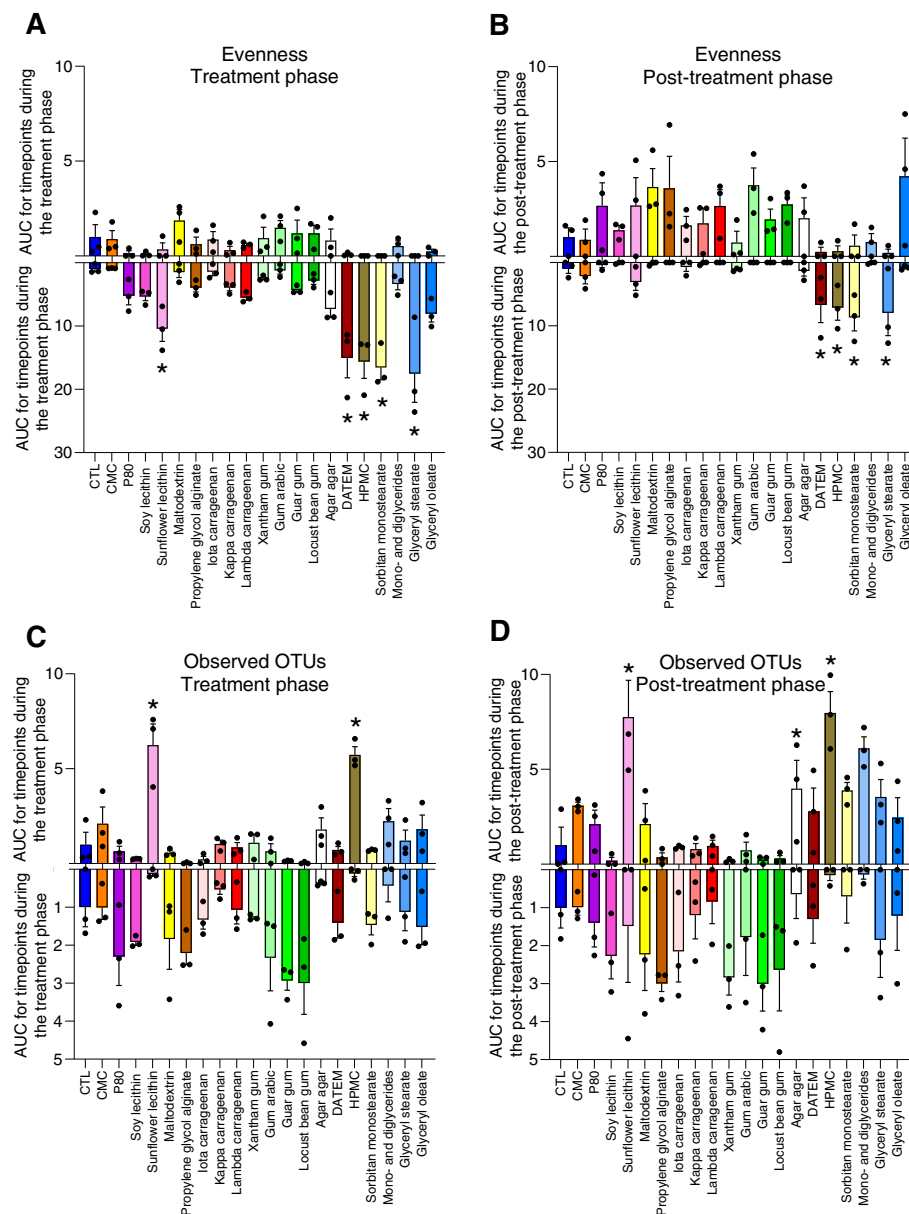 A
Evenness
Treatment phase
AUC for timepoints during
the treatment phase
AUC for timepoints during
the treatment phase
10
5
10
20
30
*
*
*
*
*
CTL
CMC
P80
Soy lecithin
Sunflower lecithin
Maltodextrin
Propylene glycol alginate
Iota carrageenan
Kappa carrageenan
Lambda carrageenan
Xantham gum
Gum arabic
Guar gum
Locust bean gum
Agar agar
DATEM
HPMC
Sorbitan monostearate
Mono- and diglycerides
Glyceryl stearate
Glyceryl oleate
B
Evenness
Post-treatment phase
AUC for timepoints during
the post-treatment phase
AUC for timepoints during
the post-treatment phase
10
5
10
20
30
*
*
*
*
CTL
CMC
P80
Soy lecithin
Sunflower lecithin
Maltodextrin
Propylene glycol alginate
Iota carrageenan
Kappa carrageenan
Lambda carrageenan
Xantham gum
Gum arabic
Guar gum
Locust bean gum
Agar agar
DATEM
HPMC
Sorbitan monostearate
Mono- and diglycerides
Glyceryl stearate
Glyceryl oleate
C
Observed OTUs
Treatment phase
AUC for timepoints during
the treatment phase
AUC for timepoints during
the treatment phase
10
5
1
2
3
4
5
*
*
CTL
CMC
P80
Soy lecithin
Sunflower lecithin
Maltodextrin
Propylene glycol alginate
Iota carrageenan
Kappa carrageenan
Lambda carrageenan
Xantham gum
Gum arabic
Guar gum
Locust bean gum
Agar agar
DATEM
HPMC
Sorbitan monostearate
Mono- and diglycerides
Glyceryl stearate
Glyceryl oleate
D
Observed OTUs
Post-treatment phase
AUC for timepoints during
the post-treatment phase
AUC for timepoints during
the post-treatment phase
10
5
1
2
3
4
5
*
*
*
CTL
CMC
P80
Soy lecithin
Sunflower lecithin
Maltodextrin
Propylene glycol alginate
Iota carrageenan
Kappa carrageenan
Lambda carrageenan
Xantham gum
Gum arabic
Guar gum
Locust bean gum
Agar agar
DATEM
HPMC
Sorbitan monostearate
Mono- and diglycerides
Glyceryl stearate
Glyceryl oleate